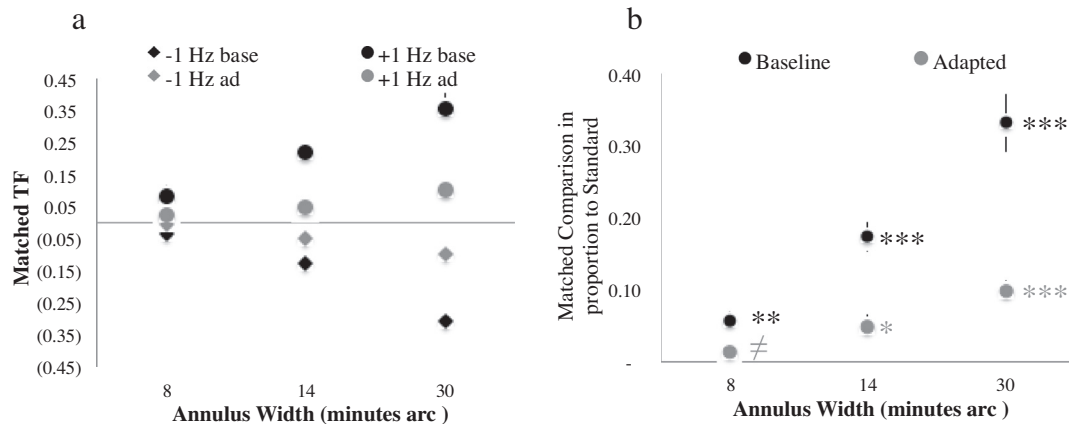 a
-1 Hz base
+1 Hz base
-1 Hz ad
+1 Hz ad
Matched TF
0.45
0.35
0.25
0.15
0.05
(0.05)
(0.15)
(0.25)
(0.35)
(0.45)
8
14
30
Annulus Width (minutes arc )
b
Baseline
Adapted
Matched Comparison in
proportion to Standard
0.40
0.30
0.20
0.10
-
**
≠
***
*
***
***
8
14
30
Annulus Width (minutes arc )